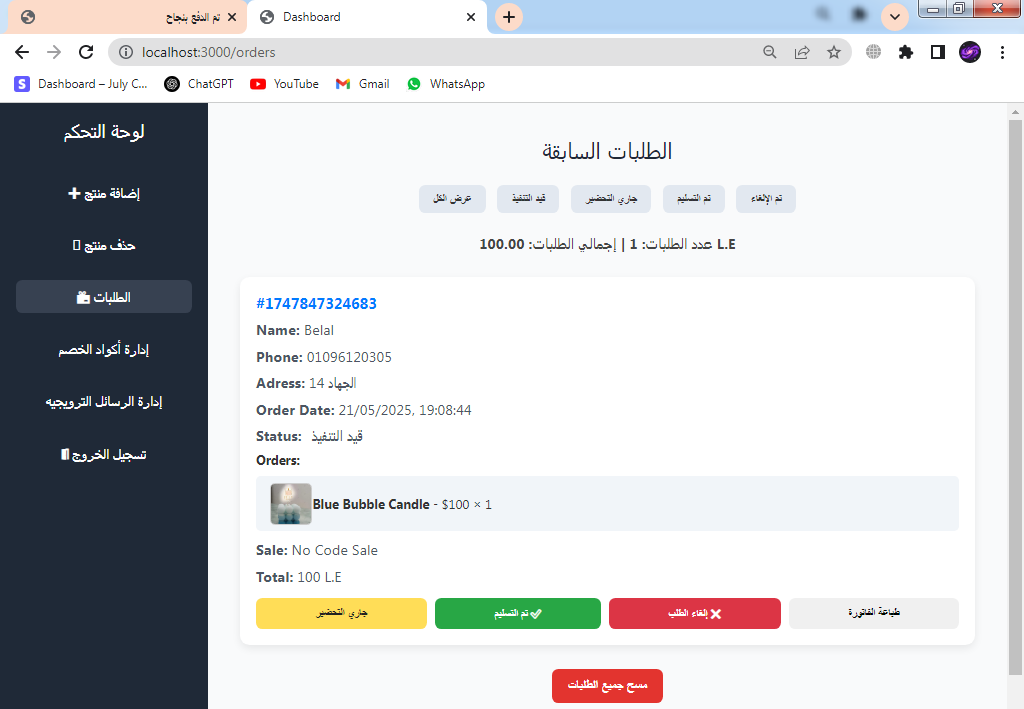 تم الدفع بنجاح
Dashboard
localhost:3000/orders
Dashboard – July C...
ChatGPT
YouTube
Gmail
WhatsApp
لوحة التحكم
إضافة منتج
حذف منتج
الطلبات
إدارة أكواد الخصم
إدارة الرسائل الترويجيه
تسجيل الخروج
الطلبات السابقة
عرض الكل
قيد التنفيذ
جاري التحضير
تم التسليم
تم الإلغاء
عدد الطلبات: 1 | إجمالي الطلبات: 100.00 L.E
#1747847324683
Name: Belal
Phone: 01096120305
Adress: 14 الجهاد
Order Date: 21/05/2025, 19:08:44
Status: قيد التنفيذ
Orders:
Blue Bubble Candle - $100 × 1
Sale: No Code Sale
Total: 100 L.E
جاري التحضير
تم التسليم
إلغاء الطلب
طباعة الفاتورة
مسح جميع الطلبات